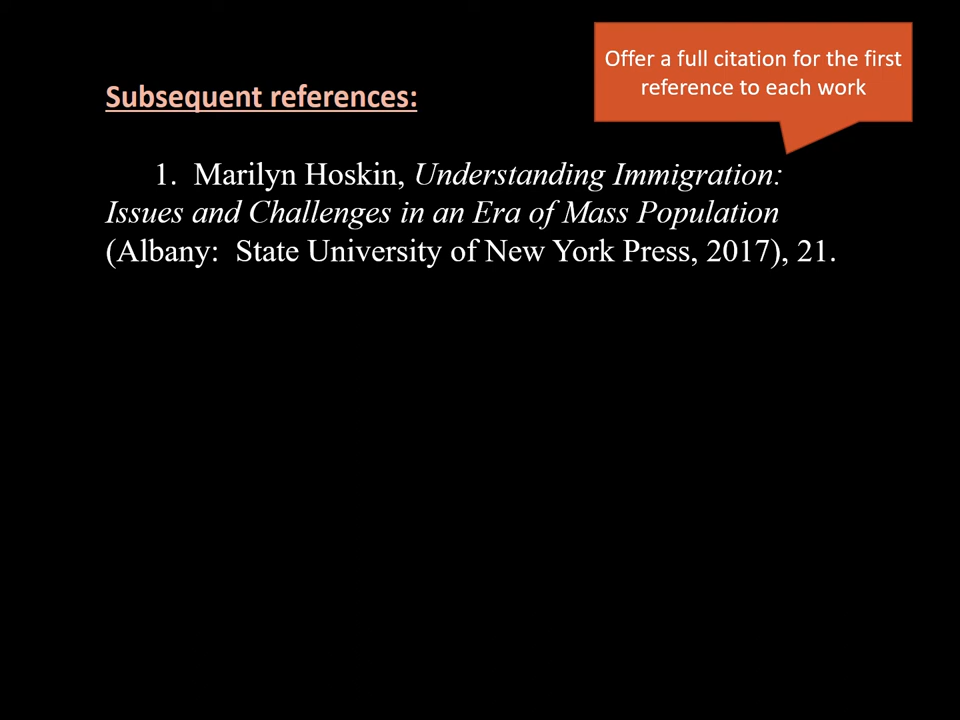 Offer a full citation for the first
reference to each work
Subsequent references:
1. Marilyn Hoskin, Understanding Immigration:
Issues and Challenges in an Era of Mass Population
(Albany: State University of New York Press, 2017), 21.